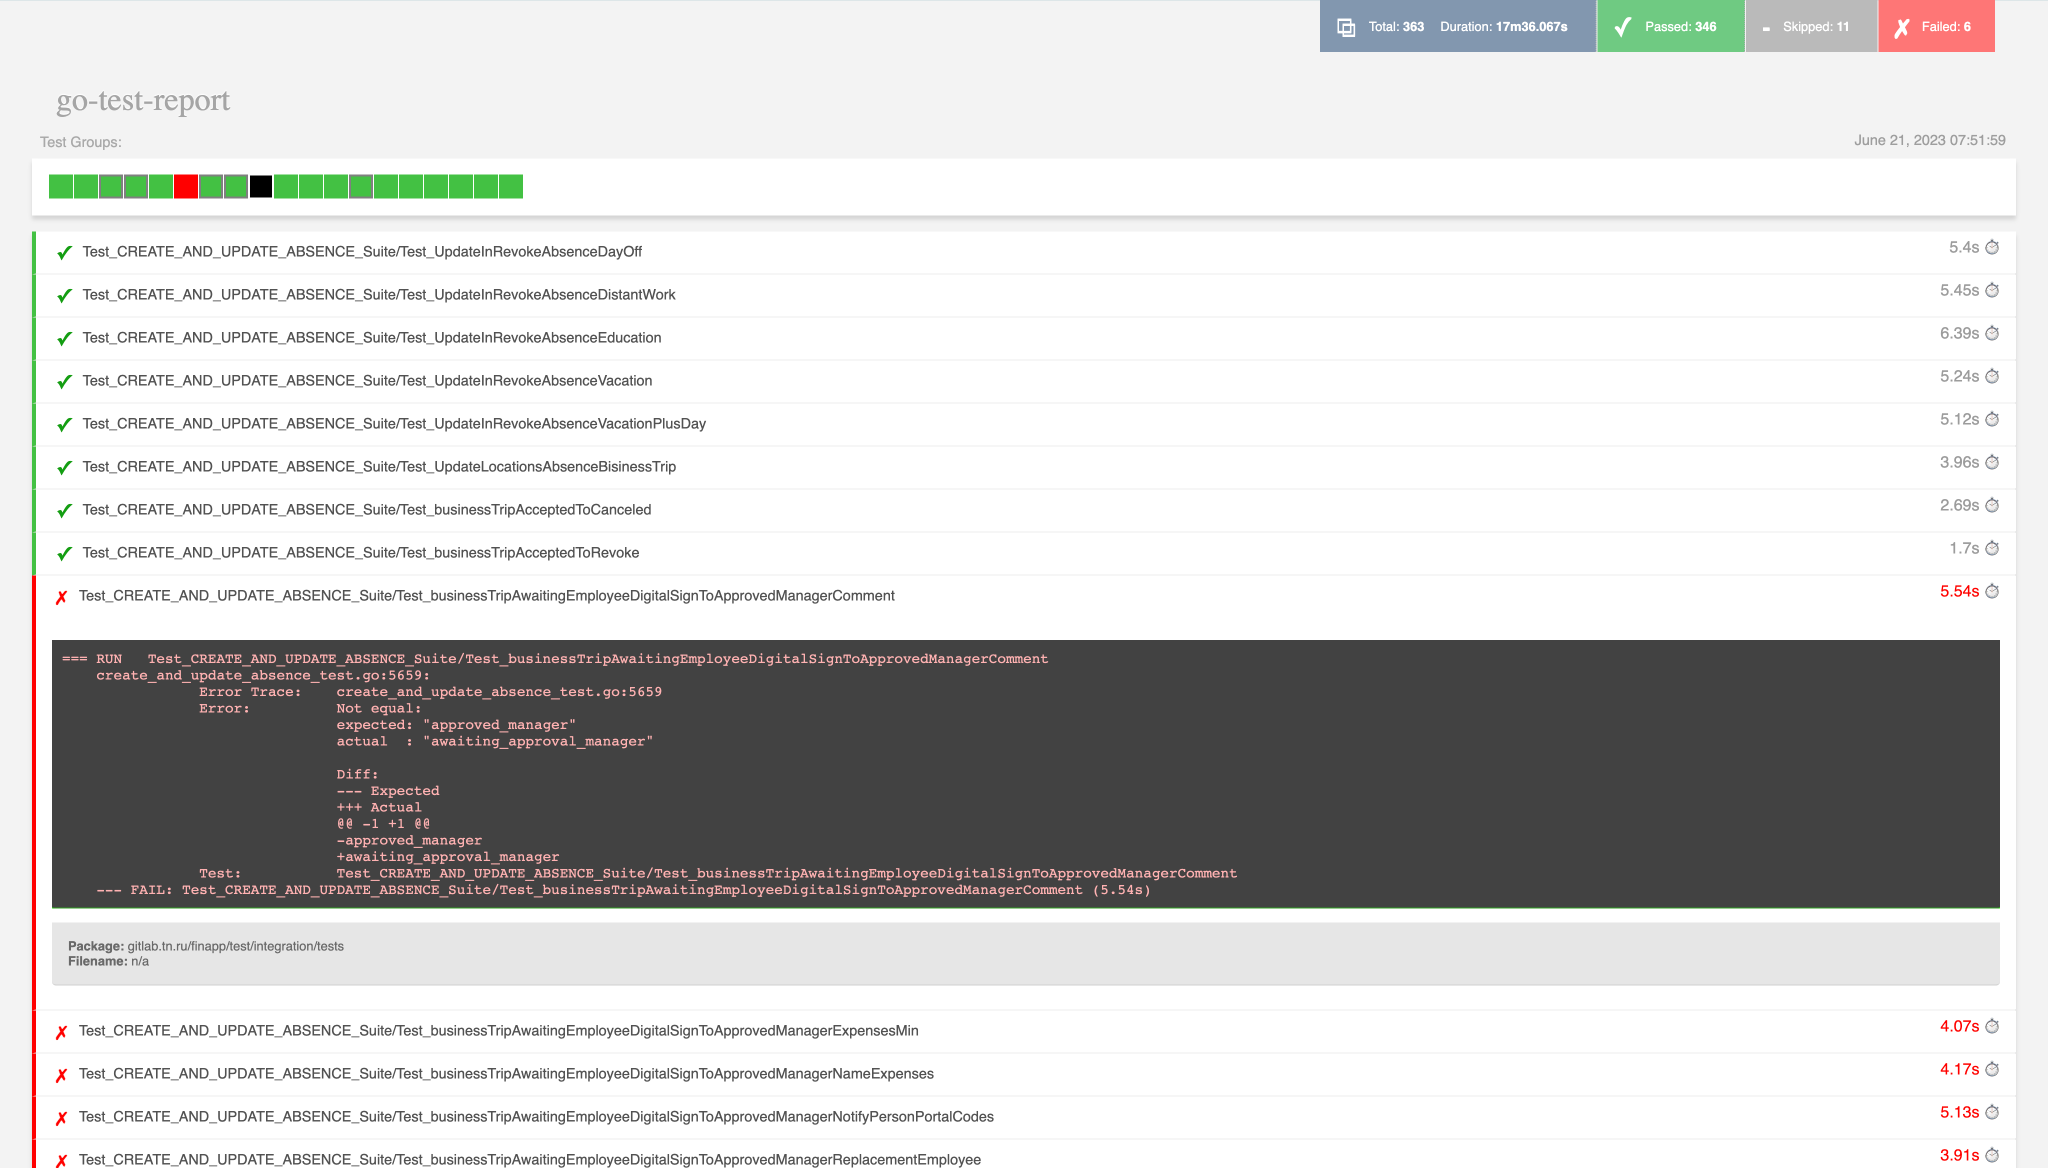 Total: 363 Duration: 17m36.067s Passed: 346 - Skipped: 11 Failed: 6
go-test-report
Test Groups:
June 21, 2023 07:51:59
Test_CREATE_AND_UPDATE_ABSENCE_Suite/Test_UpdateInRevokeAbsenceDayOff 5.4s
Test_CREATE_AND_UPDATE_ABSENCE_Suite/Test_UpdateInRevokeAbsenceDistantWork 5.45s
Test_CREATE_AND_UPDATE_ABSENCE_Suite/Test_UpdateInRevokeAbsenceEducation 6.39s
Test_CREATE_AND_UPDATE_ABSENCE_Suite/Test_UpdateInRevokeAbsenceVacation 5.24s
Test_CREATE_AND_UPDATE_ABSENCE_Suite/Test_UpdateInRevokeAbsenceVacationPlusDay 5.12s
Test_CREATE_AND_UPDATE_ABSENCE_Suite/Test_UpdateLocationsAbsenceBisinessTrip 3.96s
Test_CREATE_AND_UPDATE_ABSENCE_Suite/Test_businessTripAcceptedToCanceled 2.69s
Test_CREATE_AND_UPDATE_ABSENCE_Suite/Test_businessTripAcceptedToRevoke 1.7s
Test_CREATE_AND_UPDATE_ABSENCE_Suite/Test_businessTripAwaitingEmployeeDigitalSignToApprovedManagerComment 5.54s
=== RUN Test_CREATE_AND_UPDATE_ABSENCE_Suite/Test_businessTripAwaitingEmployeeDigitalSignToApprovedManagerComment
create_and_update_absence_test.go:5659:
Error Trace: create_and_update_absence_test.go:5659
Error: Not equal:
expected: "approved_manager"
actual : "awaiting_approval_manager"
Diff:
--- Expected
+++ Actual
@@ -1 +1 @@
-approved_manager
+awaiting_approval_manager
Test: Test_CREATE_AND_UPDATE_ABSENCE_Suite/Test_businessTripAwaitingEmployeeDigitalSignToApprovedManagerComment
--- FAIL: Test_CREATE_AND_UPDATE_ABSENCE_Suite/Test_businessTripAwaitingEmployeeDigitalSignToApprovedManagerComment (5.54s)
Package: gitlab.tn.ru/finapp/test/integration/tests
Filename: n/a
Test_CREATE_AND_UPDATE_ABSENCE_Suite/Test_businessTripAwaitingEmployeeDigitalSignToApprovedManagerExpensesMin 4.07s
Test_CREATE_AND_UPDATE_ABSENCE_Suite/Test_businessTripAwaitingEmployeeDigitalSignToApprovedManagerNameExpenses 4.17s
Test_CREATE_AND_UPDATE_ABSENCE_Suite/Test_businessTripAwaitingEmployeeDigitalSignToApprovedManagerNotifyPersonPortalCodes 5.13s
Test_CREATE_AND_UPDATE_ABSENCE_Suite/Test_businessTripAwaitingEmployeeDigitalSignToApprovedManagerReplacementEmployee 3.91s